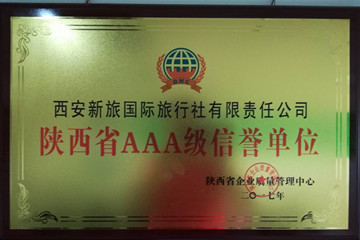 西安新旅国际旅行社有限责任公司
陕西省AAA级信誉单位
陕西省企业质量管理中心
二〇一七年